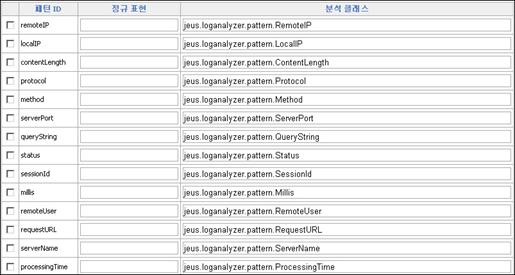 패턴 ID 정규 표현 분석 클래스
remoteIP jeus.loganalyzer.pattern.RemoteIP
localIP jeus.loganalyzer.pattern.LocalIP
contentLength jeus.loganalyzer.pattern.ContentLength
protocol jeus.loganalyzer.pattern.Protocol
method jeus.loganalyzer.pattern.Method
serverPort jeus.loganalyzer.pattern.ServerPort
queryString jeus.loganalyzer.pattern.QueryString
status jeus.loganalyzer.pattern.Status
sessionId jeus.loganalyzer.pattern.SessionId
millis jeus.loganalyzer.pattern.Millis
remoteUser jeus.loganalyzer.pattern.RemoteUser
requestURL jeus.loganalyzer.pattern.RequestURL
serverName jeus.loganalyzer.pattern.ServerName
processingTime jeus.loganalyzer.pattern.ProcessingTime